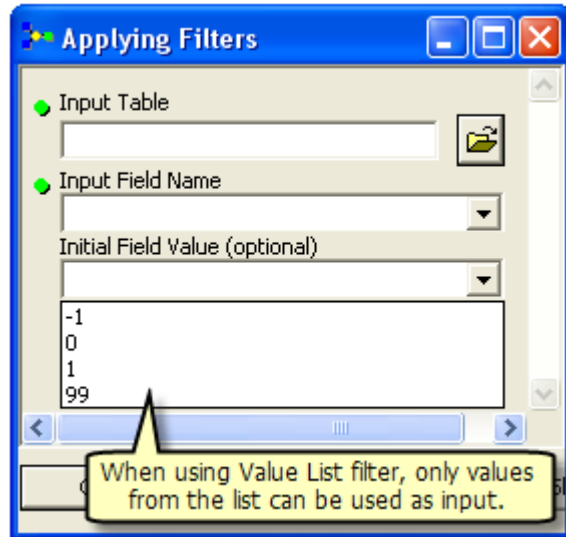 Applying Filters
Input Table
Input Field Name
Initial Field Value (optional)
-1
0
1
99
When using Value List filter, only values
from the list can be used as input.